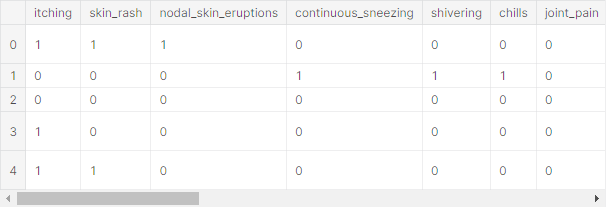 itching skin_rash nodal_skin_eruptions continuous_sneezing shivering chills joint_pain
0 1 1 1 0 0 0 0
1 0 0 0 1 1 1 0
2 0 0 0 0 0 0 0
3 1 0 0 0 0 0 0
4 1 1 0 0 0 0 0